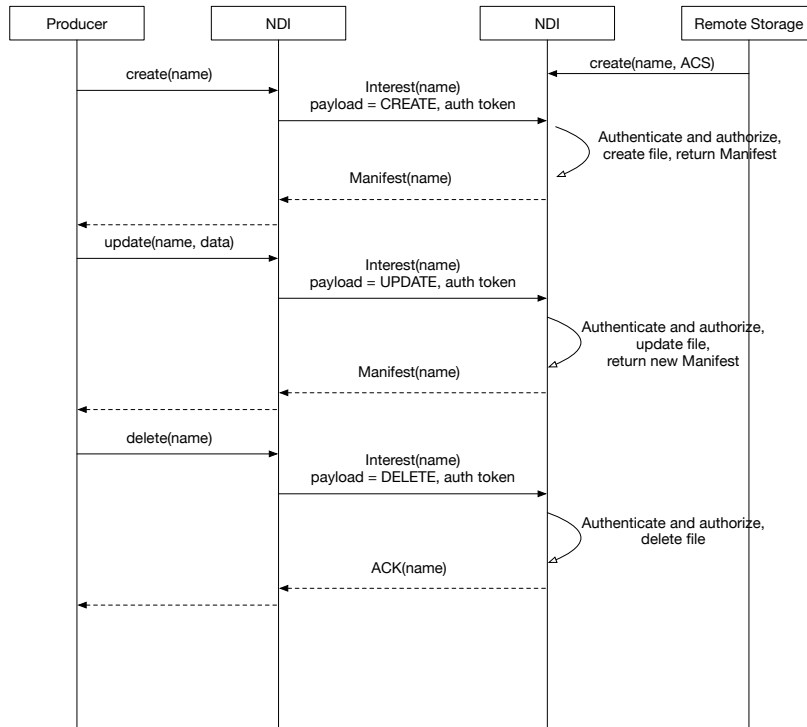 Producer
NDI
NDI
Remote Storage
create(name)
create(name, ACS)
Interest(name)
payload = CREATE, auth token
Authenticate and authorize,
create file, return Manifest
Manifest(name)
update(name, data)
Interest(name)
payload = UPDATE, auth token
Authenticate and authorize,
update file,
return new Manifest
Manifest(name)
delete(name)
Interest(name)
payload = DELETE, auth token
Authenticate and authorize,
delete file
ACK(name)